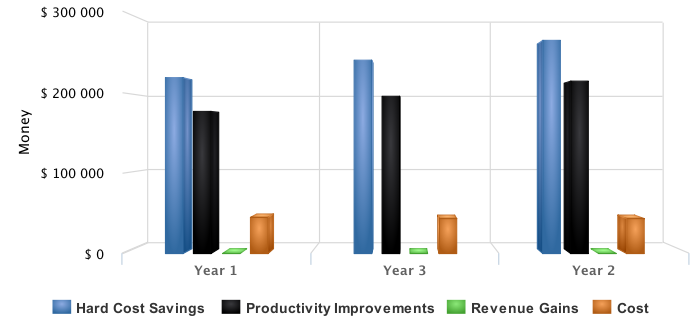 $ 300 000
$ 200 000
$ 100 000
$ 0
Money
Year 1 Year 3 Year 2
Hard Cost Savings Productivity Improvements Revenue Gains Cost